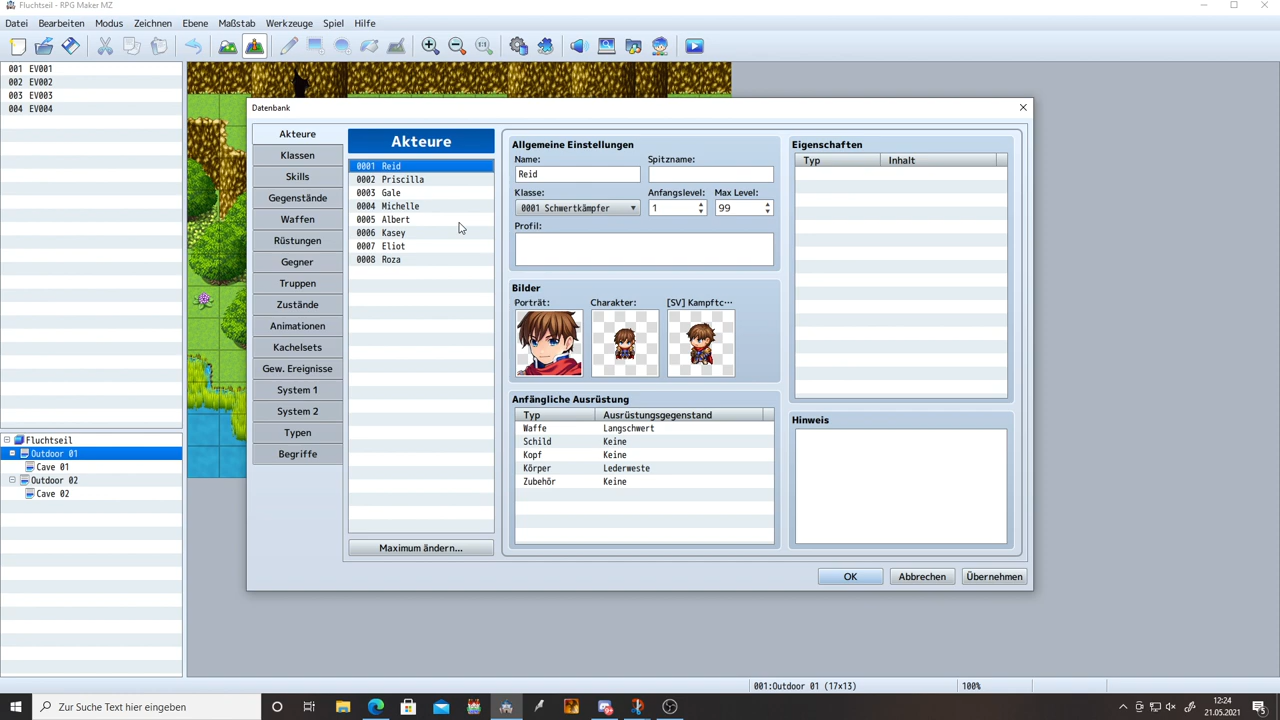 Fluchtseil - RPG Maker MZ
Datei Bearbeiten Modus Zeichnen Ebene Maßstab Werkzeuge Spiel Hilfe
001 EV001
002 EV002
003 EV003
004 EV004
Datenbank
Akteure
Klassen
Skills
Gegenstände
Waffen
Rüstungen
Gegner
Truppen
Zustände
Animationen
Kachelsets
Gew. Ereignisse
System 1
System 2
Typen
Begriffe
Akteure
0001 Reid
0002 Priscilla
0003 Gale
0004 Michelle
0005 Albert
0006 Kasey
0007 Eliot
0008 Roza
Maximum ändern...
Allgemeine Einstellungen
Name: Spitzname:
Reid
Klasse: Anfangslevel: Max Level:
0001 Schwertkämpfer 1 99
Profil:
Bilder
Porträt: Charakter: [SV] Kampftc…
Anfängliche Ausrüstung
Typ Ausrüstungsgegenstand
Waffe Langschwert
Schild Keine
Kopf Keine
Körper Lederweste
Zubehör Keine
Eigenschaften
Typ Inhalt
Hinweis
OK Abbrechen Übernehmen
Fluchtseil
Outdoor 01
Cave 01
Outdoor 02
Cave 02
001:Outdoor 01 (17x13) 100%
Zur Suche Text hier eingeben
12:24
21.05.2021